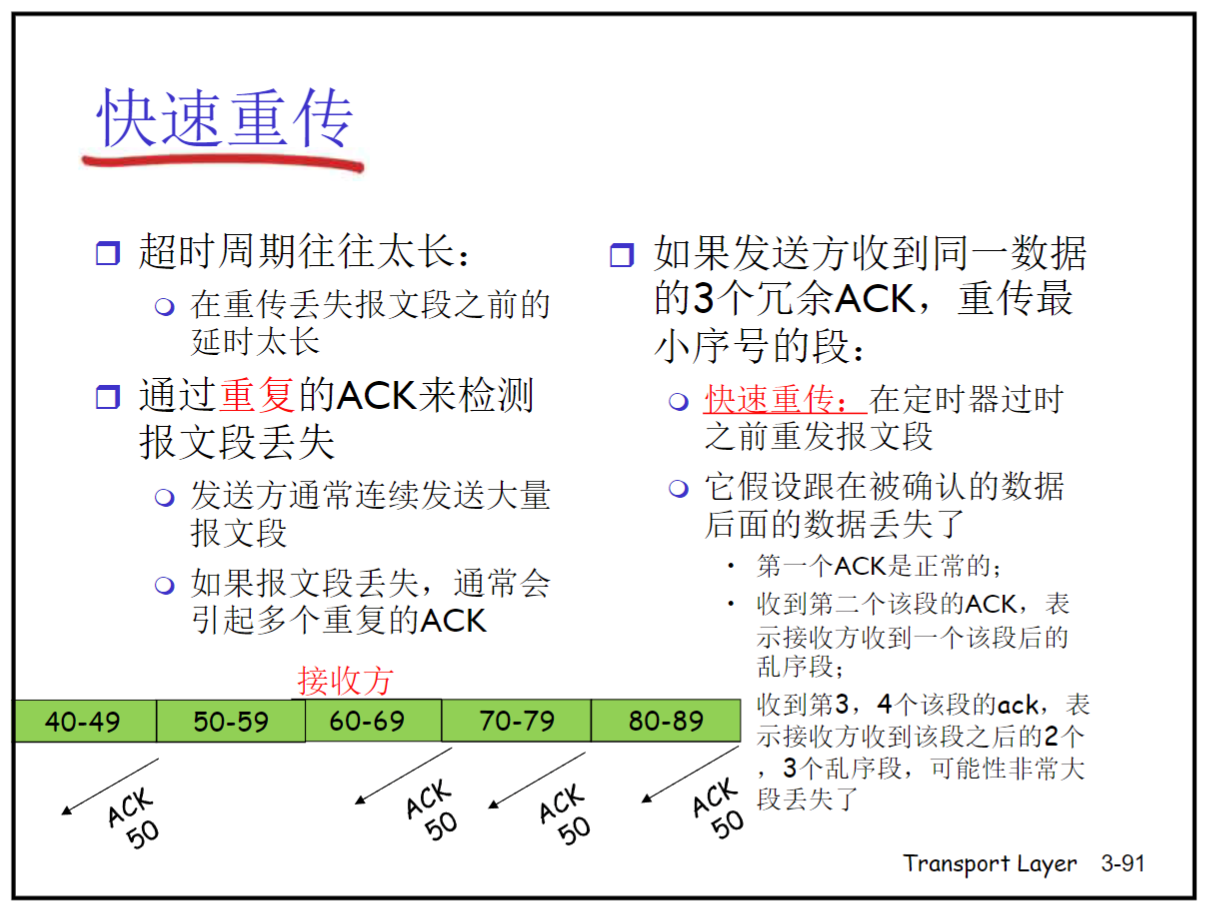 快速重传
超时周期往往太长：
在重传丢失报文段之前的
延时太长
通过重复的ACK来检测
报文段丢失
发送方通常连续发送大量
报文段
如果报文段丢失，通常会
引起多个重复的ACK
如果发送方收到同一数据
的3个冗余ACK，重传最
小序号的段：
快速重传：在定时器过时
之前重发报文段
它假设跟在被确认的数据
后面的数据丢失了
第一个ACK是正常的；
收到第二个该段的ACK，表
示接收方收到一个该段后的
乱序段；
收到第3，4个该段的ack，表
示接收方收到该段之后的2个
，3个乱序段，可能性非常大
段丢失了
接收方
40-49 50-59 60-69 70-79 80-89
ACK
50
ACK
50
ACK
50
ACK
50
Transport Layer 3-91